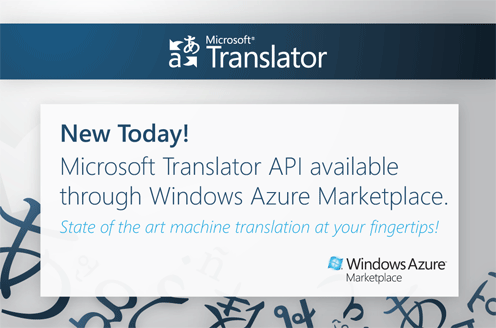 Microsoft®
Translator
New Today!
Microsoft Translator API available
through Windows Azure Marketplace.
State of the art machine translation at your fingertips!
Windows Azure™
Marketplace